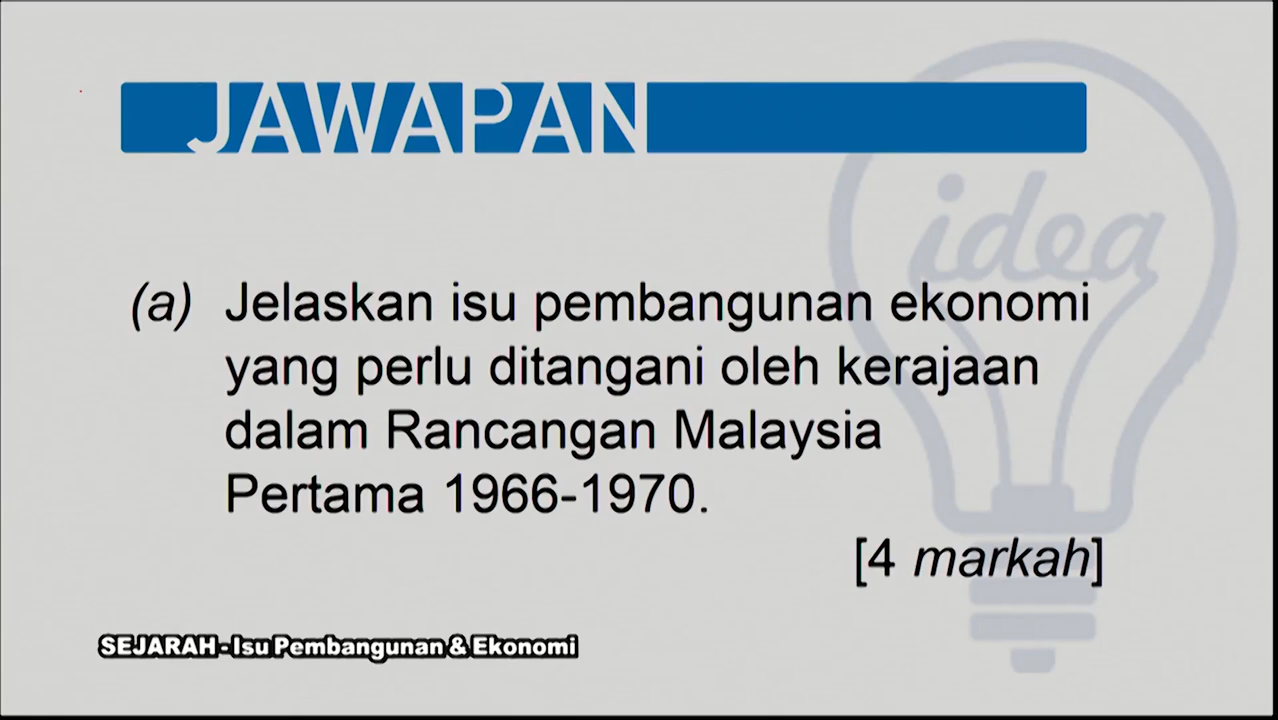 JAWAPAN
idea
(a) Jelaskan isu pembangunan ekonomi
yang perlu ditangani oleh kerajaan
dalam Rancangan Malaysia
Pertama 1966-1970.
[4 markah]
SEJARAH - Isu Pembangunan & Ekonomi